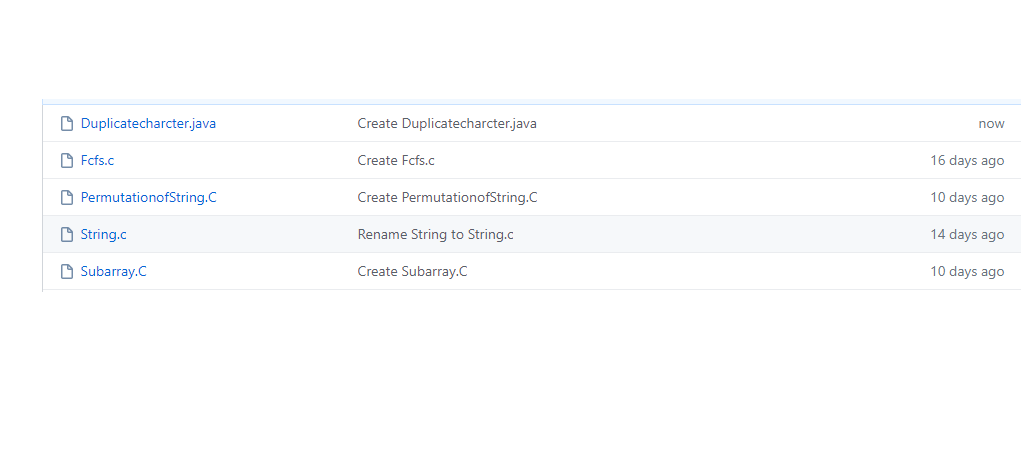 Duplicatecharcter.java Create Duplicatecharcter.java now
Fcfs.c Create Fcfs.c 16 days ago
PermutationofString.C Create PermutationofString.C 10 days ago
String.c Rename String to String.c 14 days ago
Subarray.C Create Subarray.C 10 days ago